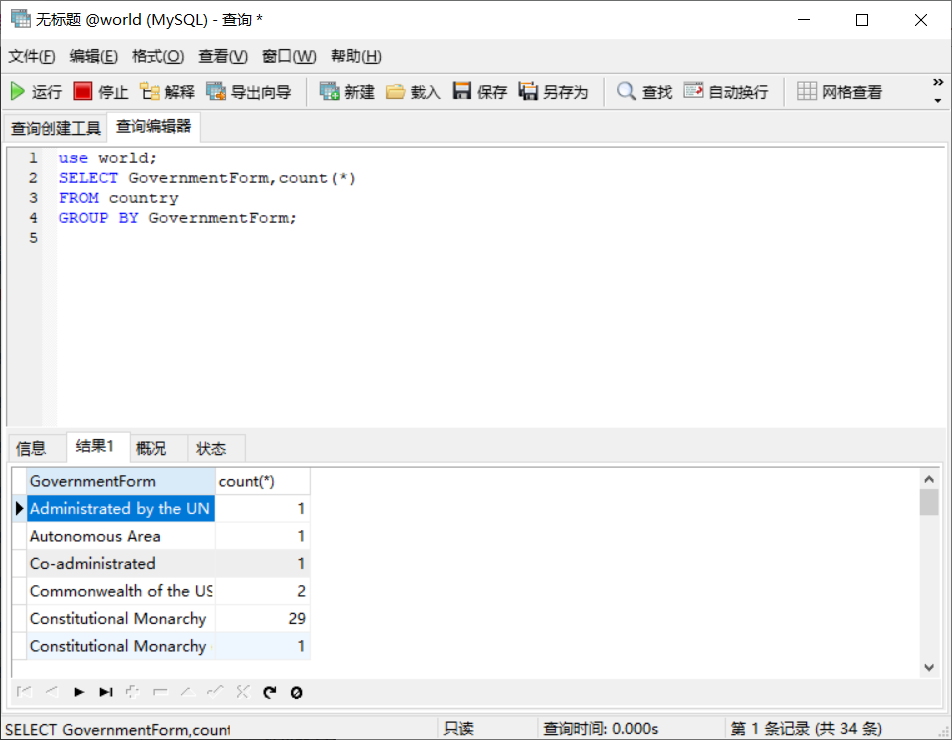 无标题 @world (MySQL) - 查询 *
文件(F) 编辑(E) 格式(O) 查看(V) 窗口(W) 帮助(H)
运行 停止 解释 导出向导 新建 载入 保存 另存为 查找 自动换行 网格查看 »
查询创建工具 查询编辑器
1 use world;
2 SELECT GovernmentForm,count(*)
3 FROM country
4 GROUP BY GovernmentForm;
5
信息 结果1 概况 状态
GovernmentForm count(*)
Administrated by the UN 1
Autonomous Area 1
Co-administrated 1
Commonwealth of the US 2
Constitutional Monarchy 29
Constitutional Monarchy 1
SELECT GovernmentForm,count 只读 查询时间: 0.000s 第 1 条记录 (共 34 条)